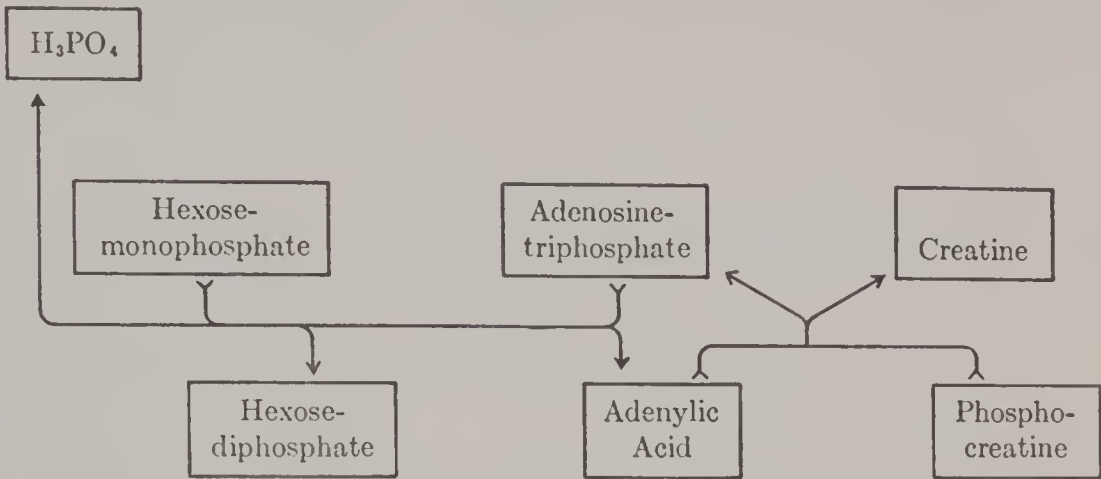 H₃PO₄
Hexose-
monophosphate
Adenosine-
triphosphate
Creatine
Hexose-
diphosphate
Adenylic
Acid
Phospho-
creatine